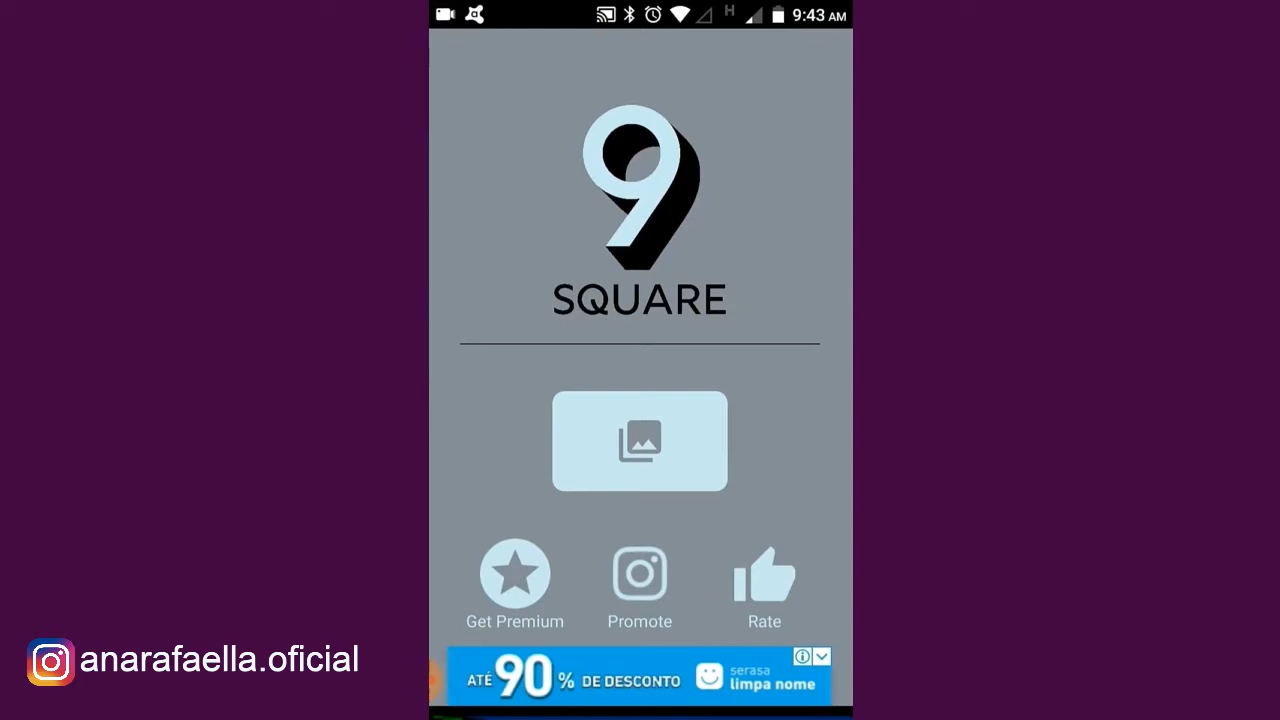 H 9:43 AM
9
SQUARE
Get Premium Promote Rate
ATÉ 90% DE DESCONTO serasa limpa nome
anarafaella.oficial